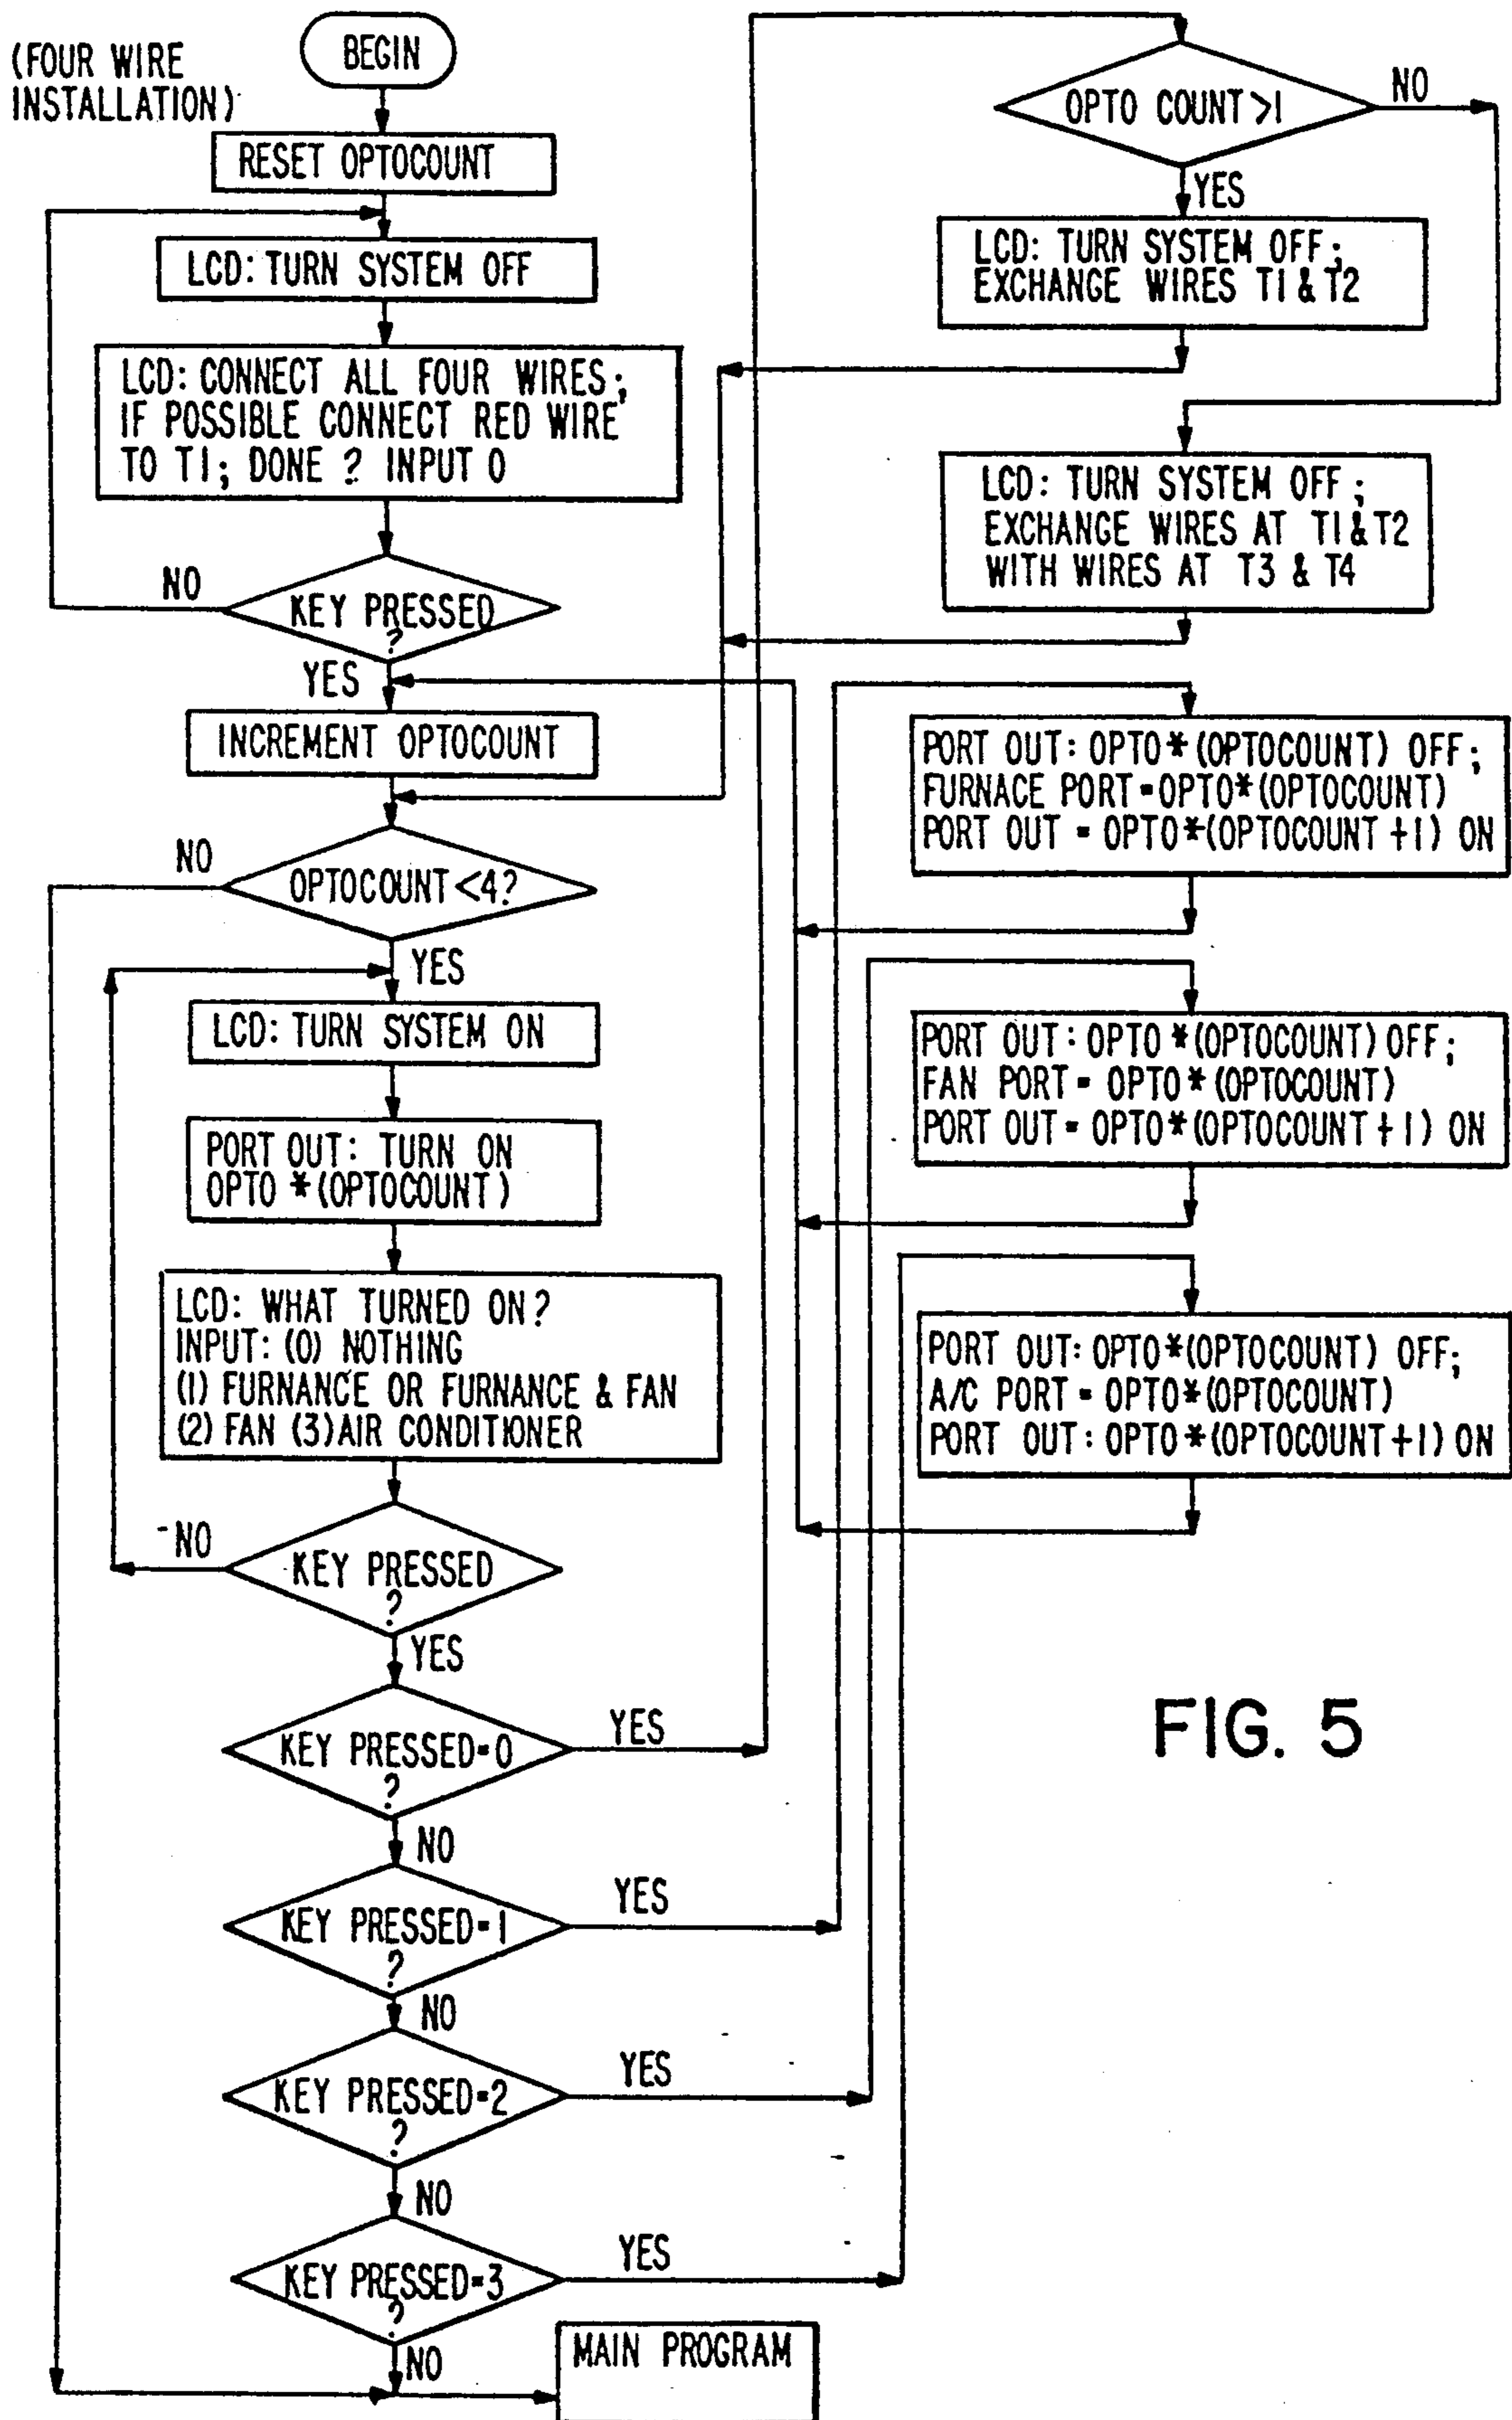 (FOUR WIRE
INSTALLATION)
BEGIN
RESET OPTOCOUNT
LCD: TURN SYSTEM OFF
LCD: CONNECT ALL FOUR WIRES;
IF POSSIBLE CONNECT RED WIRE
TO T1; DONE ? INPUT 0
NO
KEY PRESSED
?
YES
INCREMENT OPTOCOUNT
NO
OPTOCOUNT <4?
YES
LCD: TURN SYSTEM ON
PORT OUT: TURN ON
OPTO *(OPTOCOUNT)
LCD: WHAT TURNED ON?
INPUT: (0) NOTHING
(1) FURNANCE OR FURNANCE & FAN
(2) FAN (3) AIR CONDITIONER
NO
KEY PRESSED
?
YES
KEY PRESSED=0
?
YES
NO
KEY PRESSED=1
?
YES
NO
KEY PRESSED=2
?
YES
NO
KEY PRESSED=3
?
YES
NO
MAIN PROGRAM
OPTO COUNT >1
NO
YES
LCD: TURN SYSTEM OFF;
EXCHANGE WIRES T1 & T2
LCD: TURN SYSTEM OFF;
EXCHANGE WIRES AT T1 & T2
WITH WIRES AT T3 & T4
PORT OUT: OPTO*(OPTOCOUNT) OFF;
FURNACE PORT=OPTO*(OPTOCOUNT)
PORT OUT = OPTO*(OPTOCOUNT +1) ON
PORT OUT: OPTO *(OPTOCOUNT) OFF;
FAN PORT= OPTO*(OPTOCOUNT)
PORT OUT= OPTO*(OPTOCOUNT +1) ON
PORT OUT: OPTO*(OPTOCOUNT) OFF;
A/C PORT = OPTO*(OPTOCOUNT)
PORT OUT: OPTO*(OPTOCOUNT+1) ON
FIG. 5